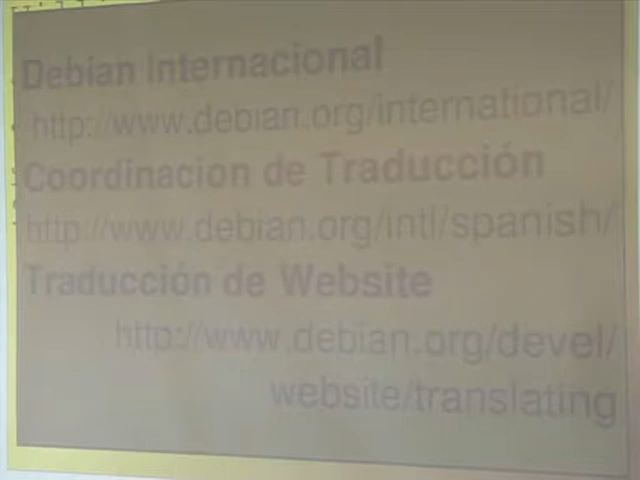 Debian Internacional
http://www.debian.org/international/
Coordinacion de Traducción
http://www.debian.org/intl/spanish/
Traducción de Website
http://www.debian.org/devel/
website/translating